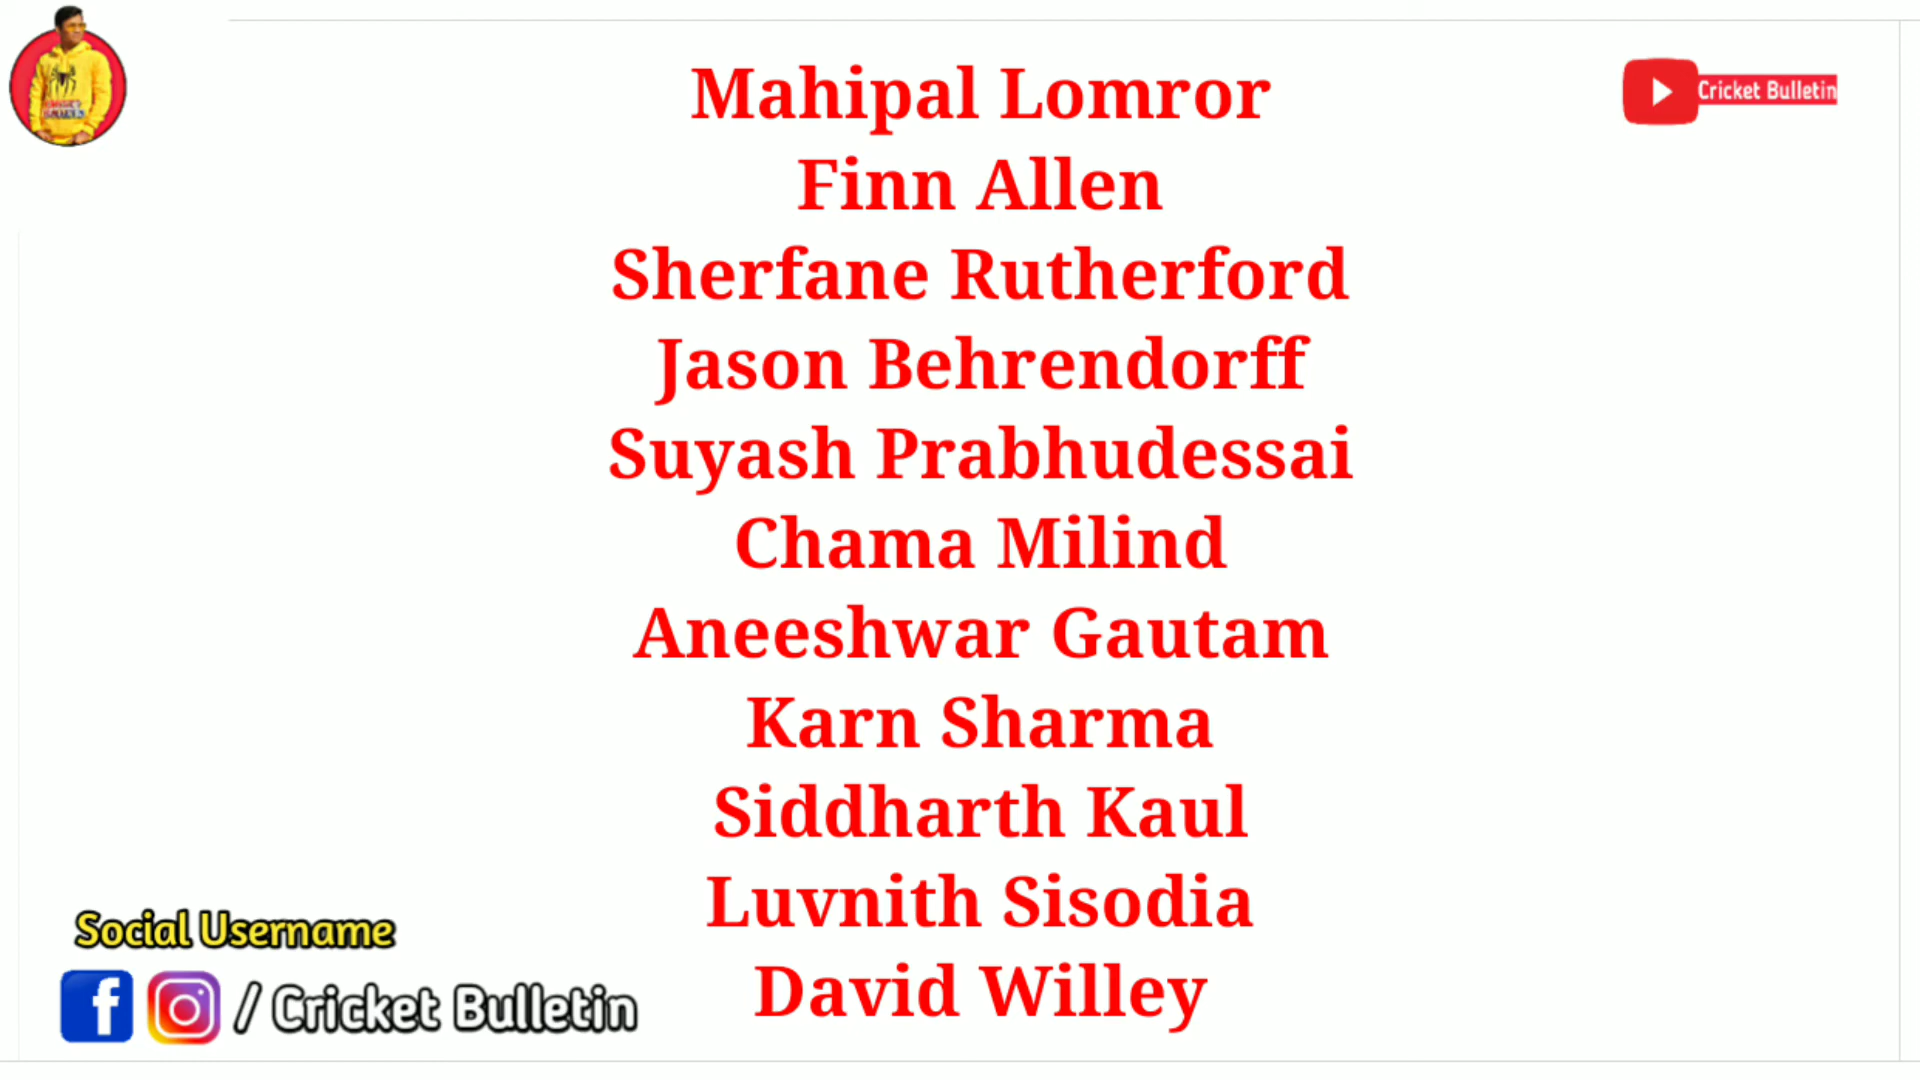 Mahipal Lomror
Cricket Bulletin
Finn Allen
Sherfane Rutherford
Jason Behrendorff
Suyash Prabhudessai
Chama Milind
Aneeshwar Gautam
Karn Sharma
Siddharth Kaul
Luvnith Sisodia
Social Username
David Willey
/ Cricket Bulletin